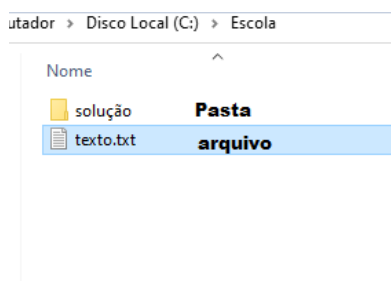 utador > Disco Local (C:) > Escola
Nome
solução Pasta
texto.txt arquivo